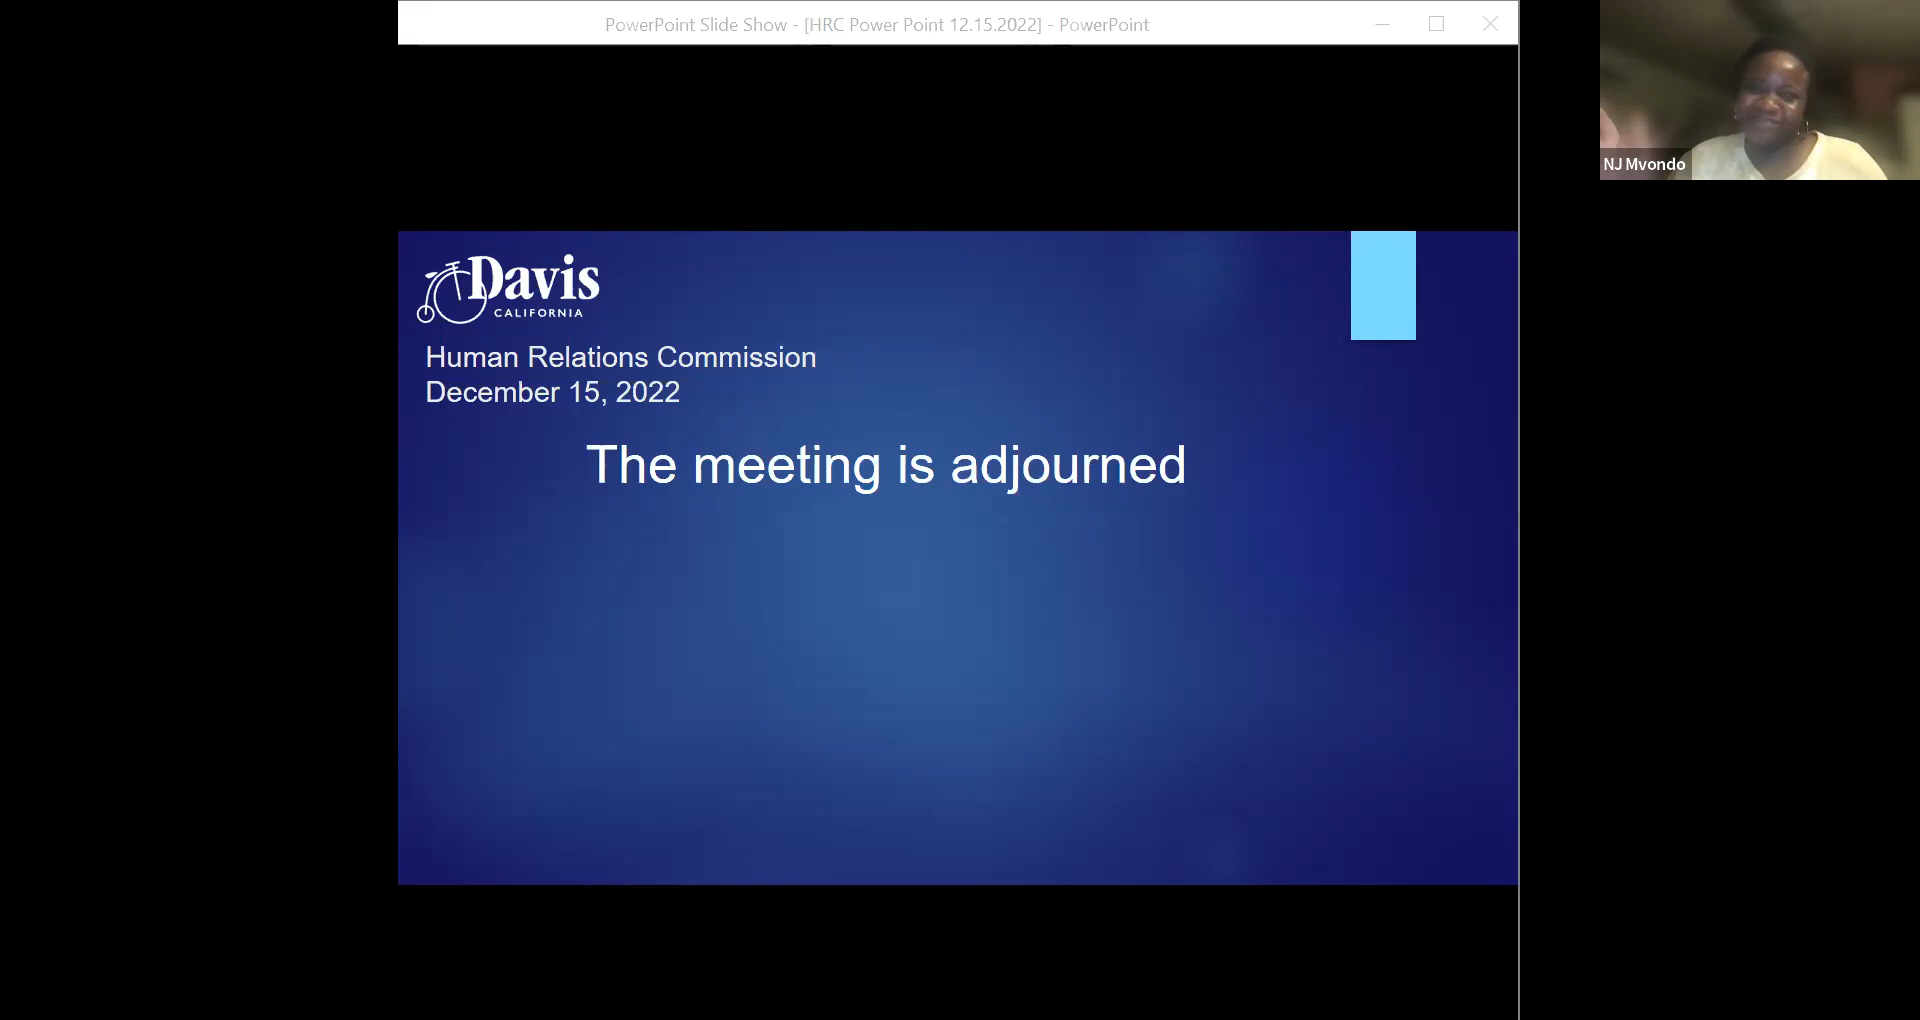 PowerPoint Slide Show - [HRC Power Point 12.15.2022] - PowerPoint
NJ Mvondo
Davis
CALIFORNIA
Human Relations Commission
December 15, 2022
The meeting is adjourned